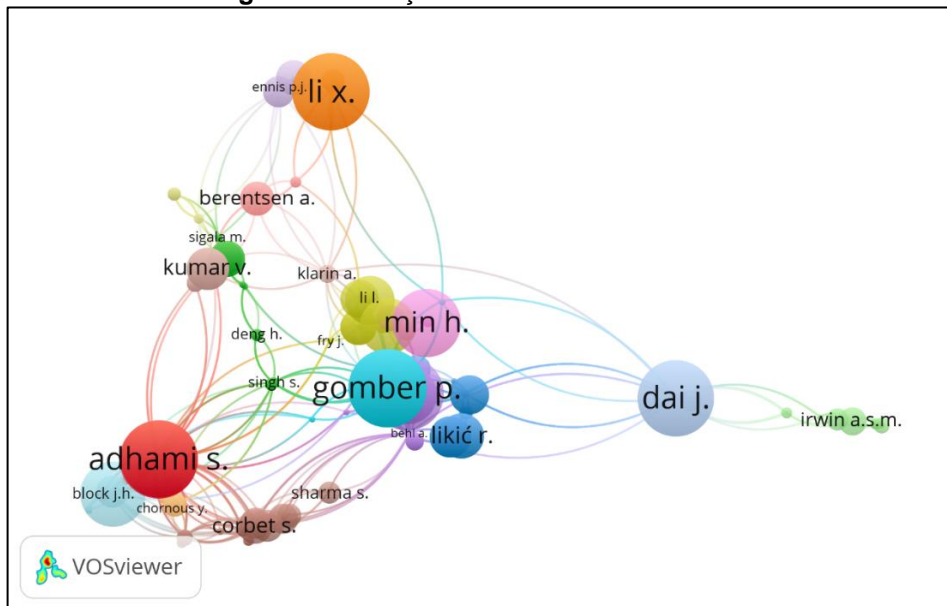 ennis p.j.
li x.
berentsen a.
sigala m.
kumar v.
klarin a.
li l.
min h.
fry j.
deng h.
singh s.
gomber p.
dai j.
irwin a.s.m.
behl a.
likić r.
adhami s.
block j.h.
sharma s.
chornous y.
corbet s.
VOSviewer